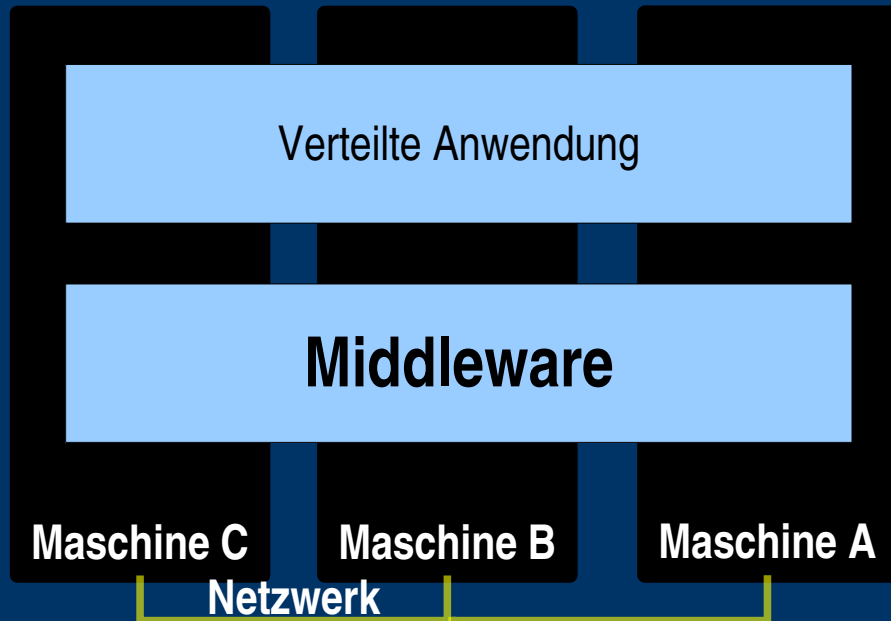 Verteilte Anwendung
Middleware
Maschine C
Maschine B
Maschine A
Netzwerk